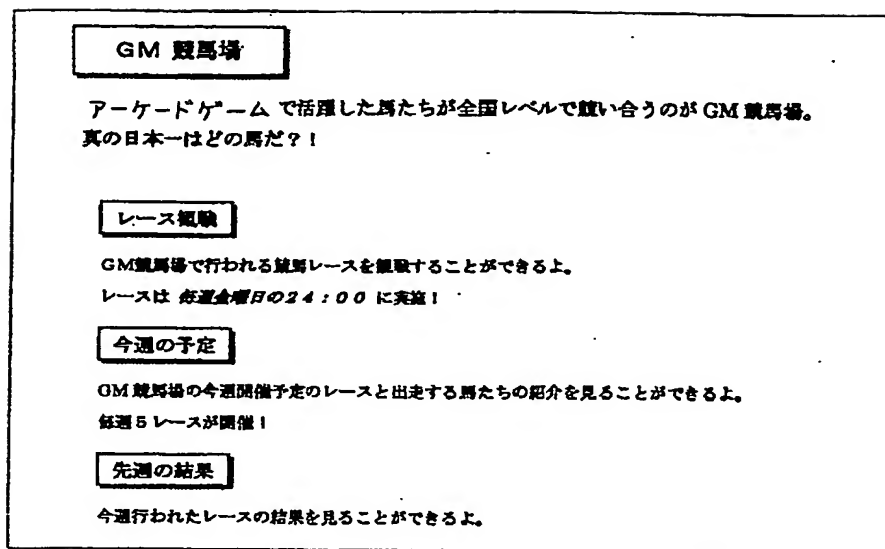 GM 競馬場
アーケードゲーム で活躍した馬たちが全国レベルで競い合うのが GM 競馬場。
真の日本一はどの馬だ？！
レース観戦
GM競馬場で行われる競馬レースを観戦することができるよ。
レースは 毎週金曜日の24：00 に実施！
今週の予定
GM 競馬場の今週開催予定のレースと出走する馬たちの紹介を見ることができるよ。
毎週5レースが開催！
先週の結果
今週行われたレースの結果を見ることができるよ。